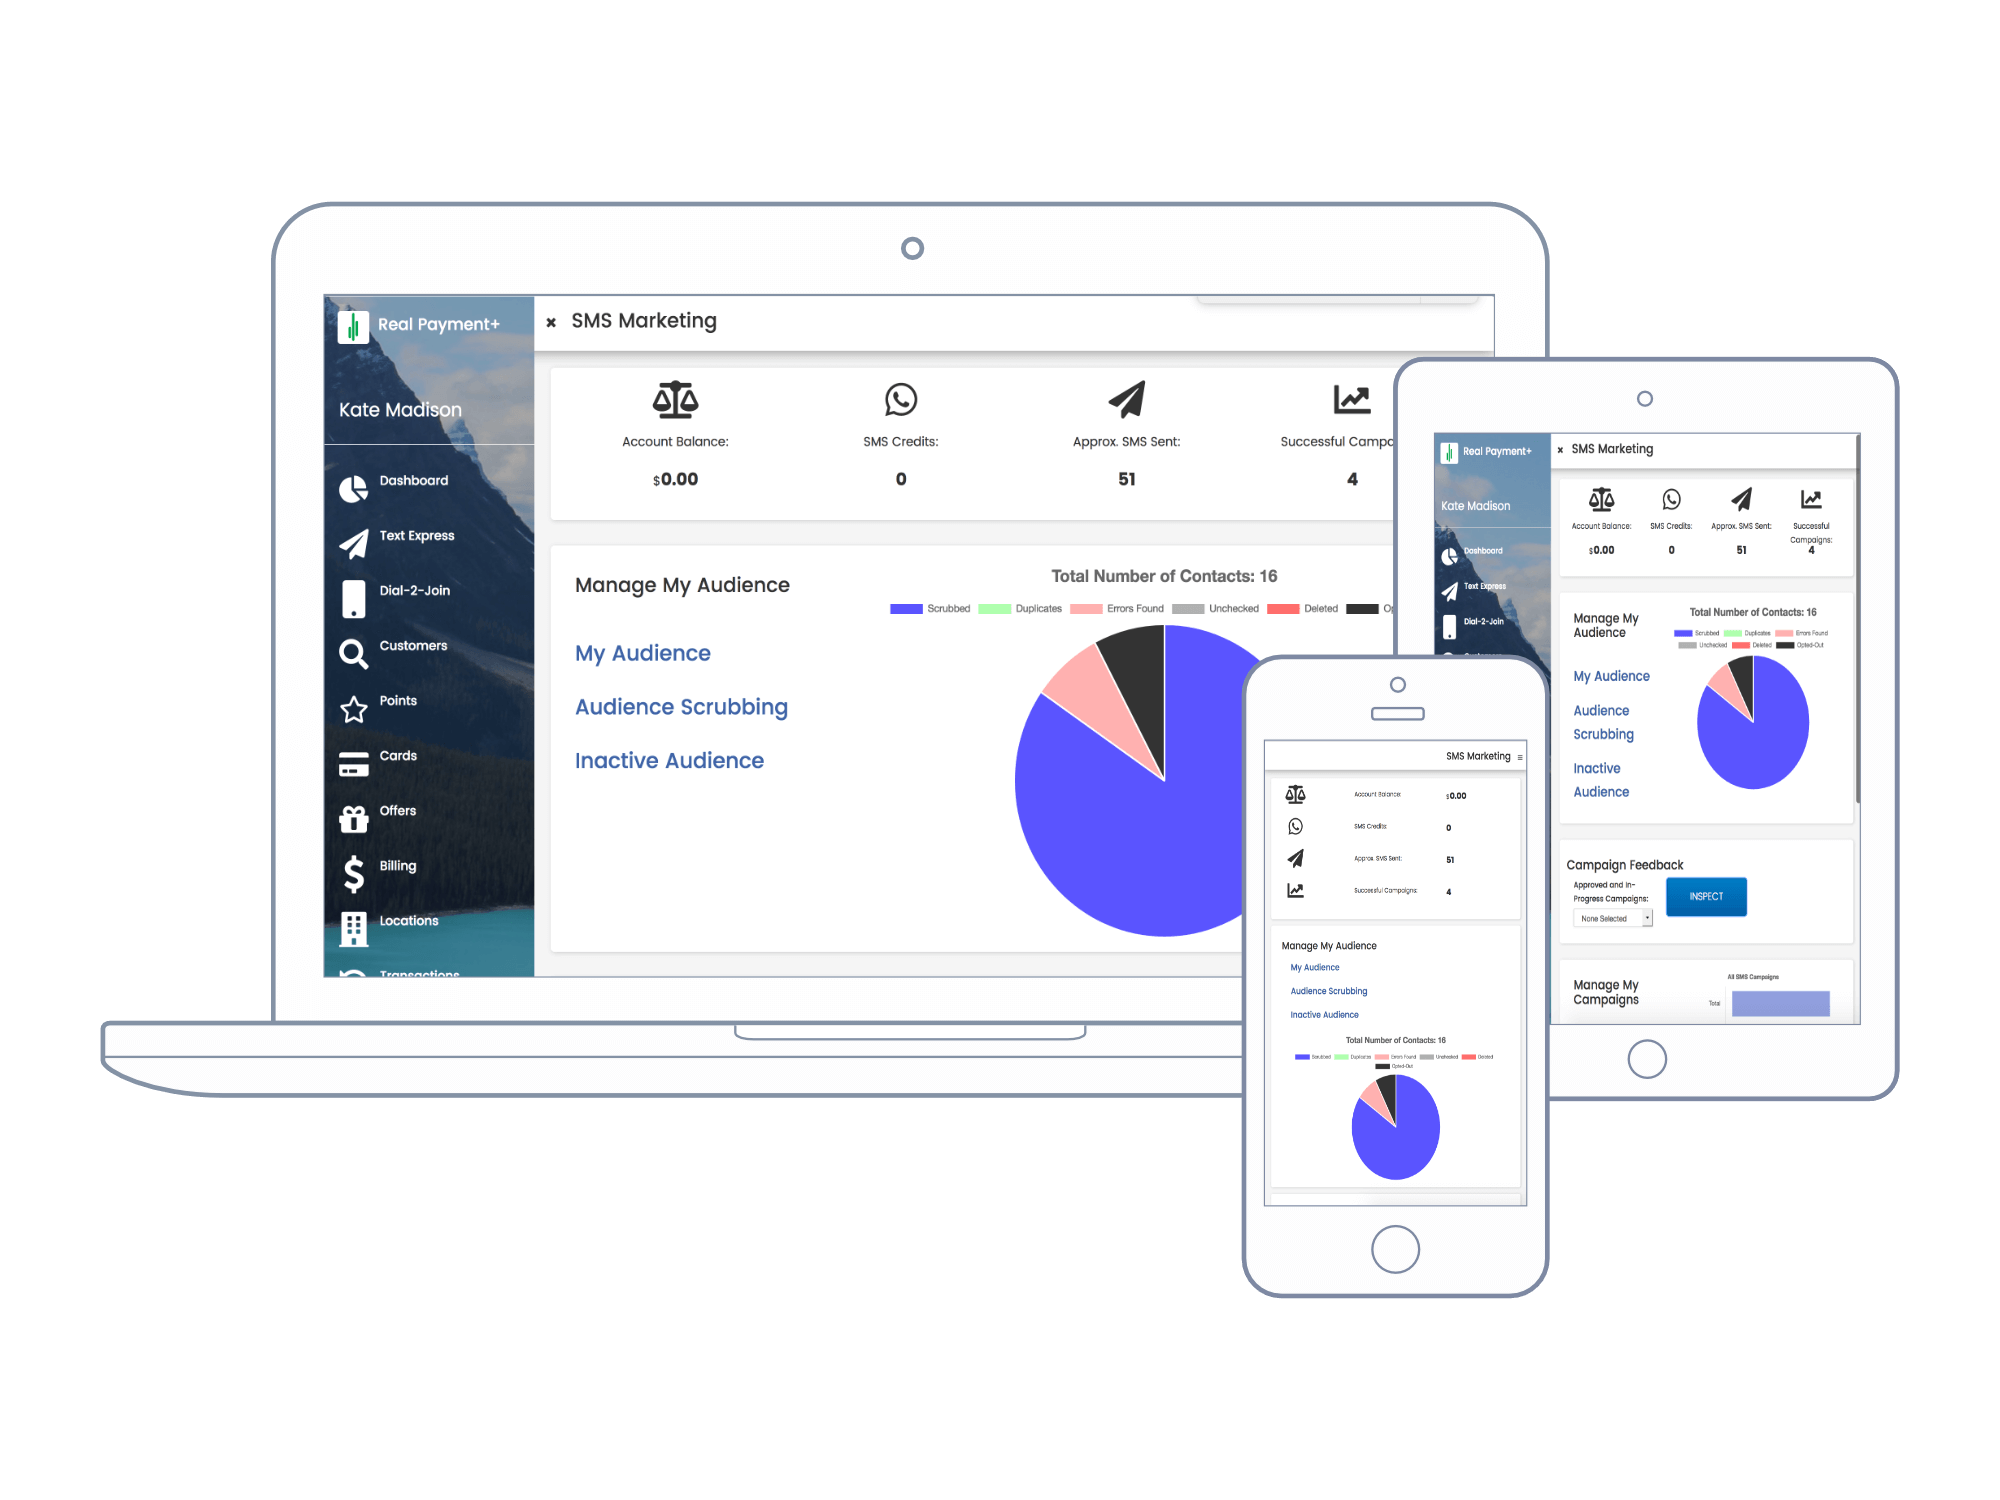 Real Payment+
Kate Madison
Dashboard
Text Express
Dial-2-Join
Customers
Points
Cards
Offers
Billing
Locations
Transactions
✖ SMS Marketing
Account Balance: SMS Credits: Approx. SMS Sent: Successful Campa
$0.00 0 51 4
Manage My Audience
My Audience
Audience Scrubbing
Inactive Audience
Total Number of Contacts: 16
Scrubbed Duplicates Errors Found Unchecked Deleted Op
Real Payment+
Kate Madison
Dashboard
Text Express
Dial-2-Join
Customers
✖ SMS Marketing
Account Balance: SMS Credits: Approx. SMS Sent: Successful
Campaigns:
$0.00 0 51 4
Manage My
Audience
My Audience
Audience
Scrubbing
Inactive
Audience
Total Number of Contacts: 16
Scrubbed Duplicates Errors Found
Unchecked Deleted Opted-Out
Campaign Feedback
Approved and In-
Progress Campaigns:
None Selected
INSPECT
Manage My
Campaigns
All SMS Campaigns
Total
SMS Marketing ≡
Account Balance: $0.00
SMS Credits: 0
Approx. SMS Sent: 51
Successful Campaigns: 4
Manage My Audience
My Audience
Audience Scrubbing
Inactive Audience
Total Number of Contacts: 16
Scrubbed Duplicates Errors Found Unchecked Deleted
Opted-Out